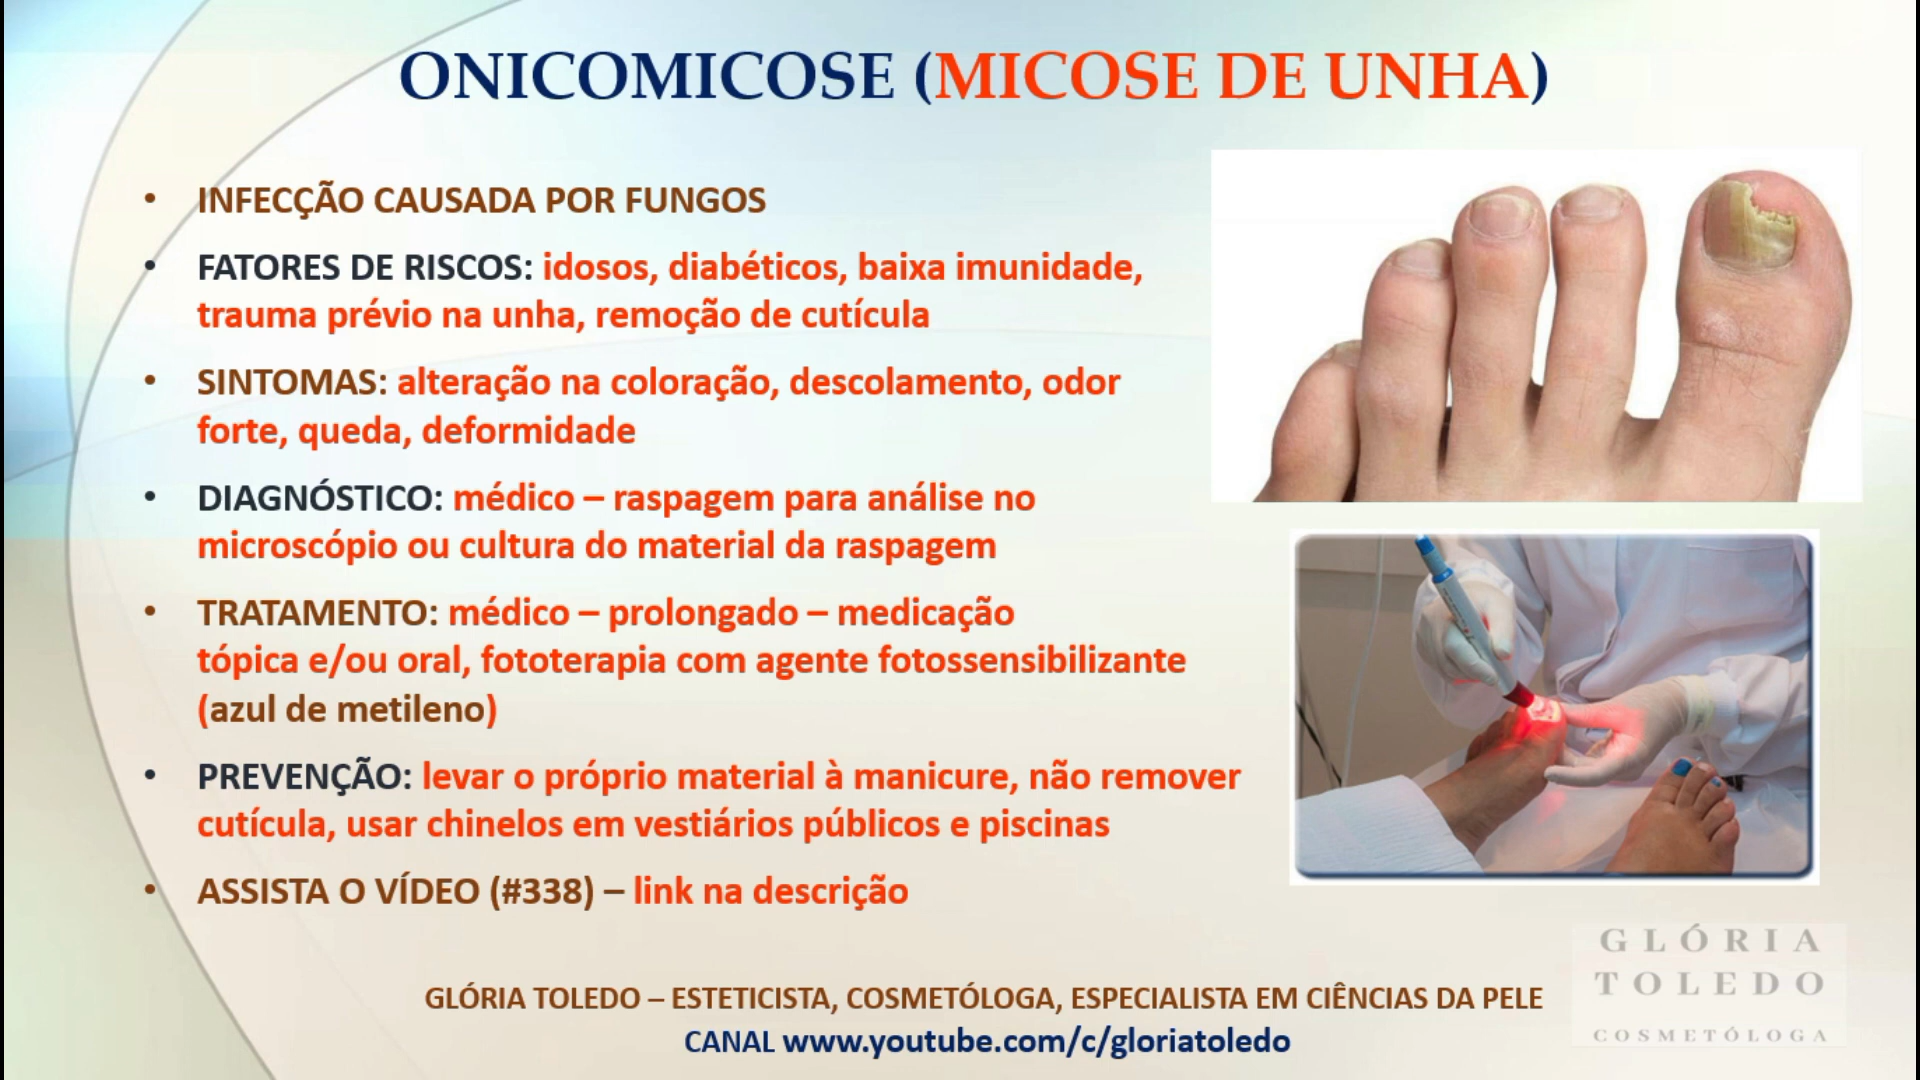 ONICOMICOSE (MICOSE DE UNHA)
• INFECÇÃO CAUSADA POR FUNGOS
• FATORES DE RISCOS: idosos, diabéticos, baixa imunidade,
trauma prévio na unha, remoção de cutícula
• SINTOMAS: alteração na coloração, descolamento, odor
forte, queda, deformidade
• DIAGNÓSTICO: médico – raspagem para análise no
microscópio ou cultura do material da raspagem
• TRATAMENTO: médico – prolongado – medicação
tópica e/ou oral, fototerapia com agente fotossensibilizante
(azul de metileno)
• PREVENÇÃO: levar o próprio material à manicure, não remover
cutícula, usar chinelos em vestiários públicos e piscinas
• ASSISTA O VÍDEO (#338) – link na descrição
GLÓRIA TOLEDO – ESTETICISTA, COSMETÓLOGA, ESPECIALISTA EM CIÊNCIAS DA PELE
CANAL www.youtube.com/c/gloriatoledo
GLÓRIA
TOLEDO
COSMETÓLOGA